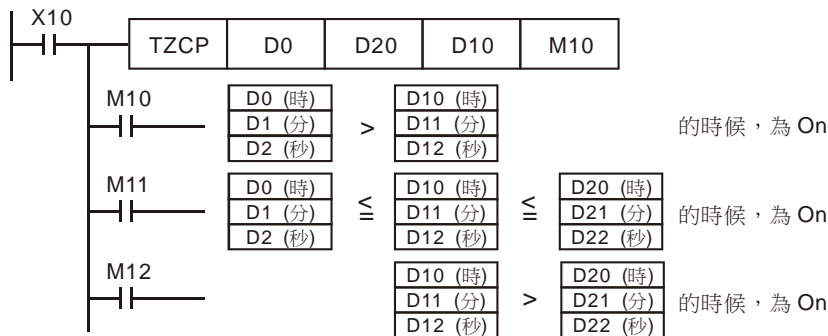 X10
TZCP D0 D20 D10 M10
M10
D0 (時) D10 (時)
D1 (分) > D11 (分) 的時候，為 On
D2 (秒) D12 (秒)
M11
D0 (時) D10 (時) D20 (時)
D1 (分) ≦ D11 (分) ≦ D21 (分) 的時候，為 On
D2 (秒) D12 (秒) D22 (秒)
M12
D10 (時) D20 (時)
D11 (分) > D21 (分) 的時候，為 On
D12 (秒) D22 (秒)